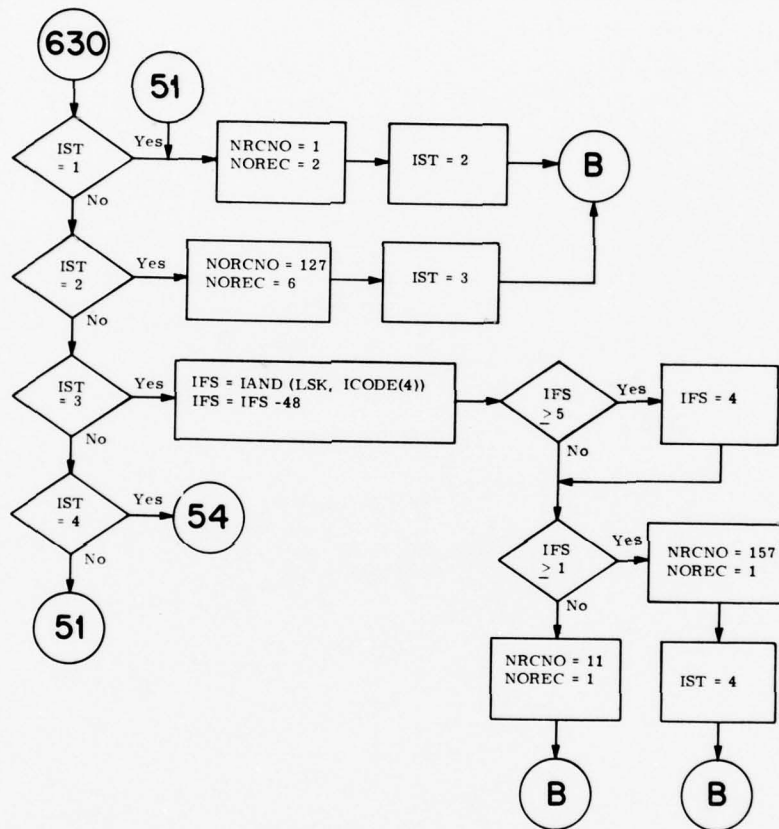 630
51
IST
= 1
Yes
No
NRCNO = 1
NOREC = 2
IST = 2
B
IST
= 2
Yes
No
NORCNO = 127
NOREC = 6
IST = 3
IST
= 3
Yes
No
IFS = IAND (LSK, ICODE(4))
IFS = IFS -48
IFS
≥ 5
Yes
No
IFS = 4
IST
= 4
Yes
No
54
51
IFS
≥ 1
Yes
No
NRCNO = 157
NOREC = 1
NRCNO = 11
NOREC = 1
IST = 4
B
B